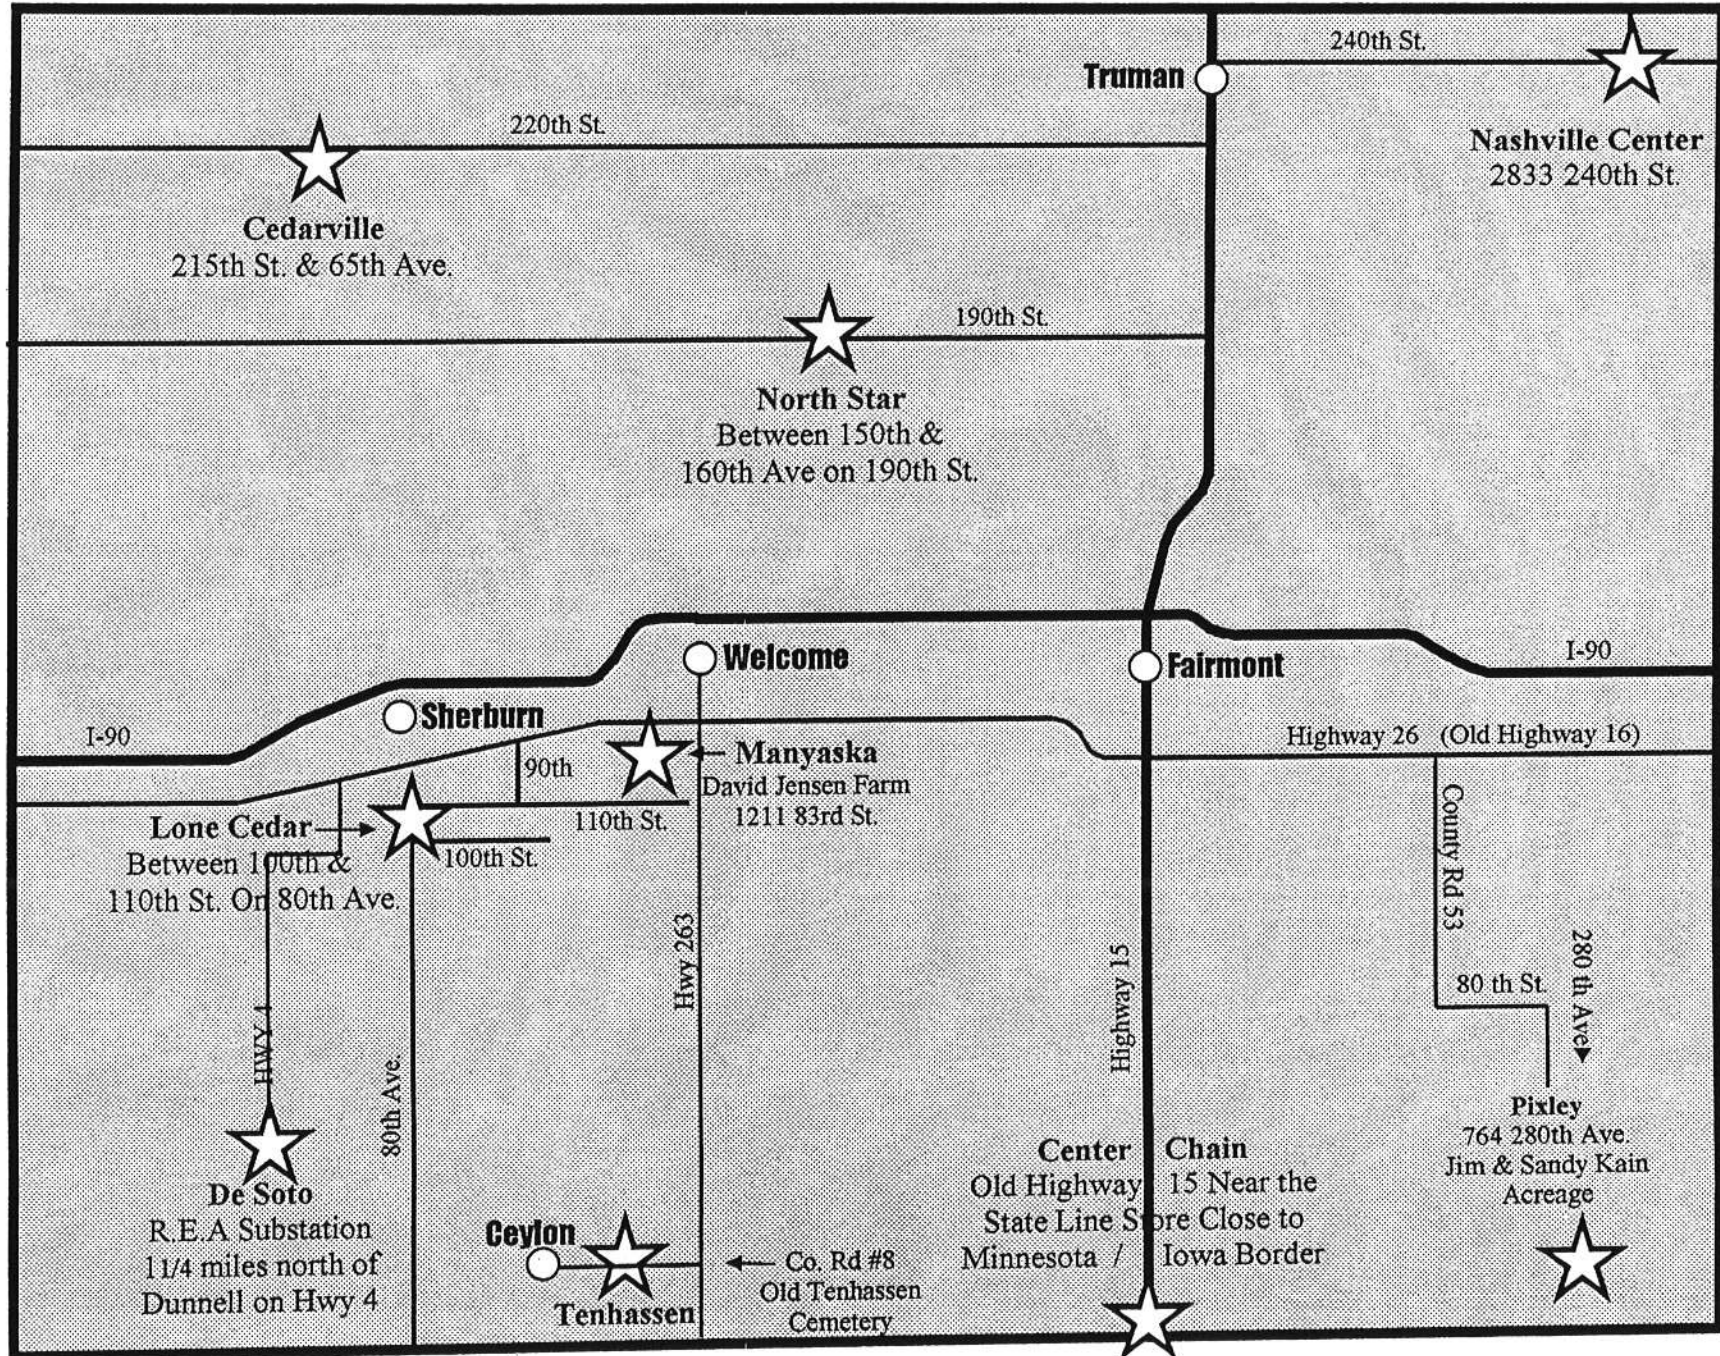 240th St.
Truman
220th St.
Nashville Center
2833 240th St.
Cedarville
215th St. & 65th Ave.
190th St.
North Star
Between 150th &
160th Ave on 190th St.
Welcome
Fairmont
I-90
Sherburn
I-90
Highway 26 (Old Highway 16)
90th
Manyaska
David Jensen Farm
1211 83rd St.
Lone Cedar
Between 100th &
110th St. On 80th Ave.
110th St.
100th St.
County Rd 53
Hwy 263
Highway 15
280 th Ave
80 th St.
HWY 4
80th Ave.
Pixley
764 280th Ave.
Jim & Sandy Kain
Acreage
Center Chain
Old Highway 15 Near the
State Line Store Close to
Minnesota / Iowa Border
De Soto
R.E.A Substation
11/4 miles north of
Dunnell on Hwy 4
Ceylon
Tenhassen
Co. Rd #8
Old Tenhassen
Cemetery